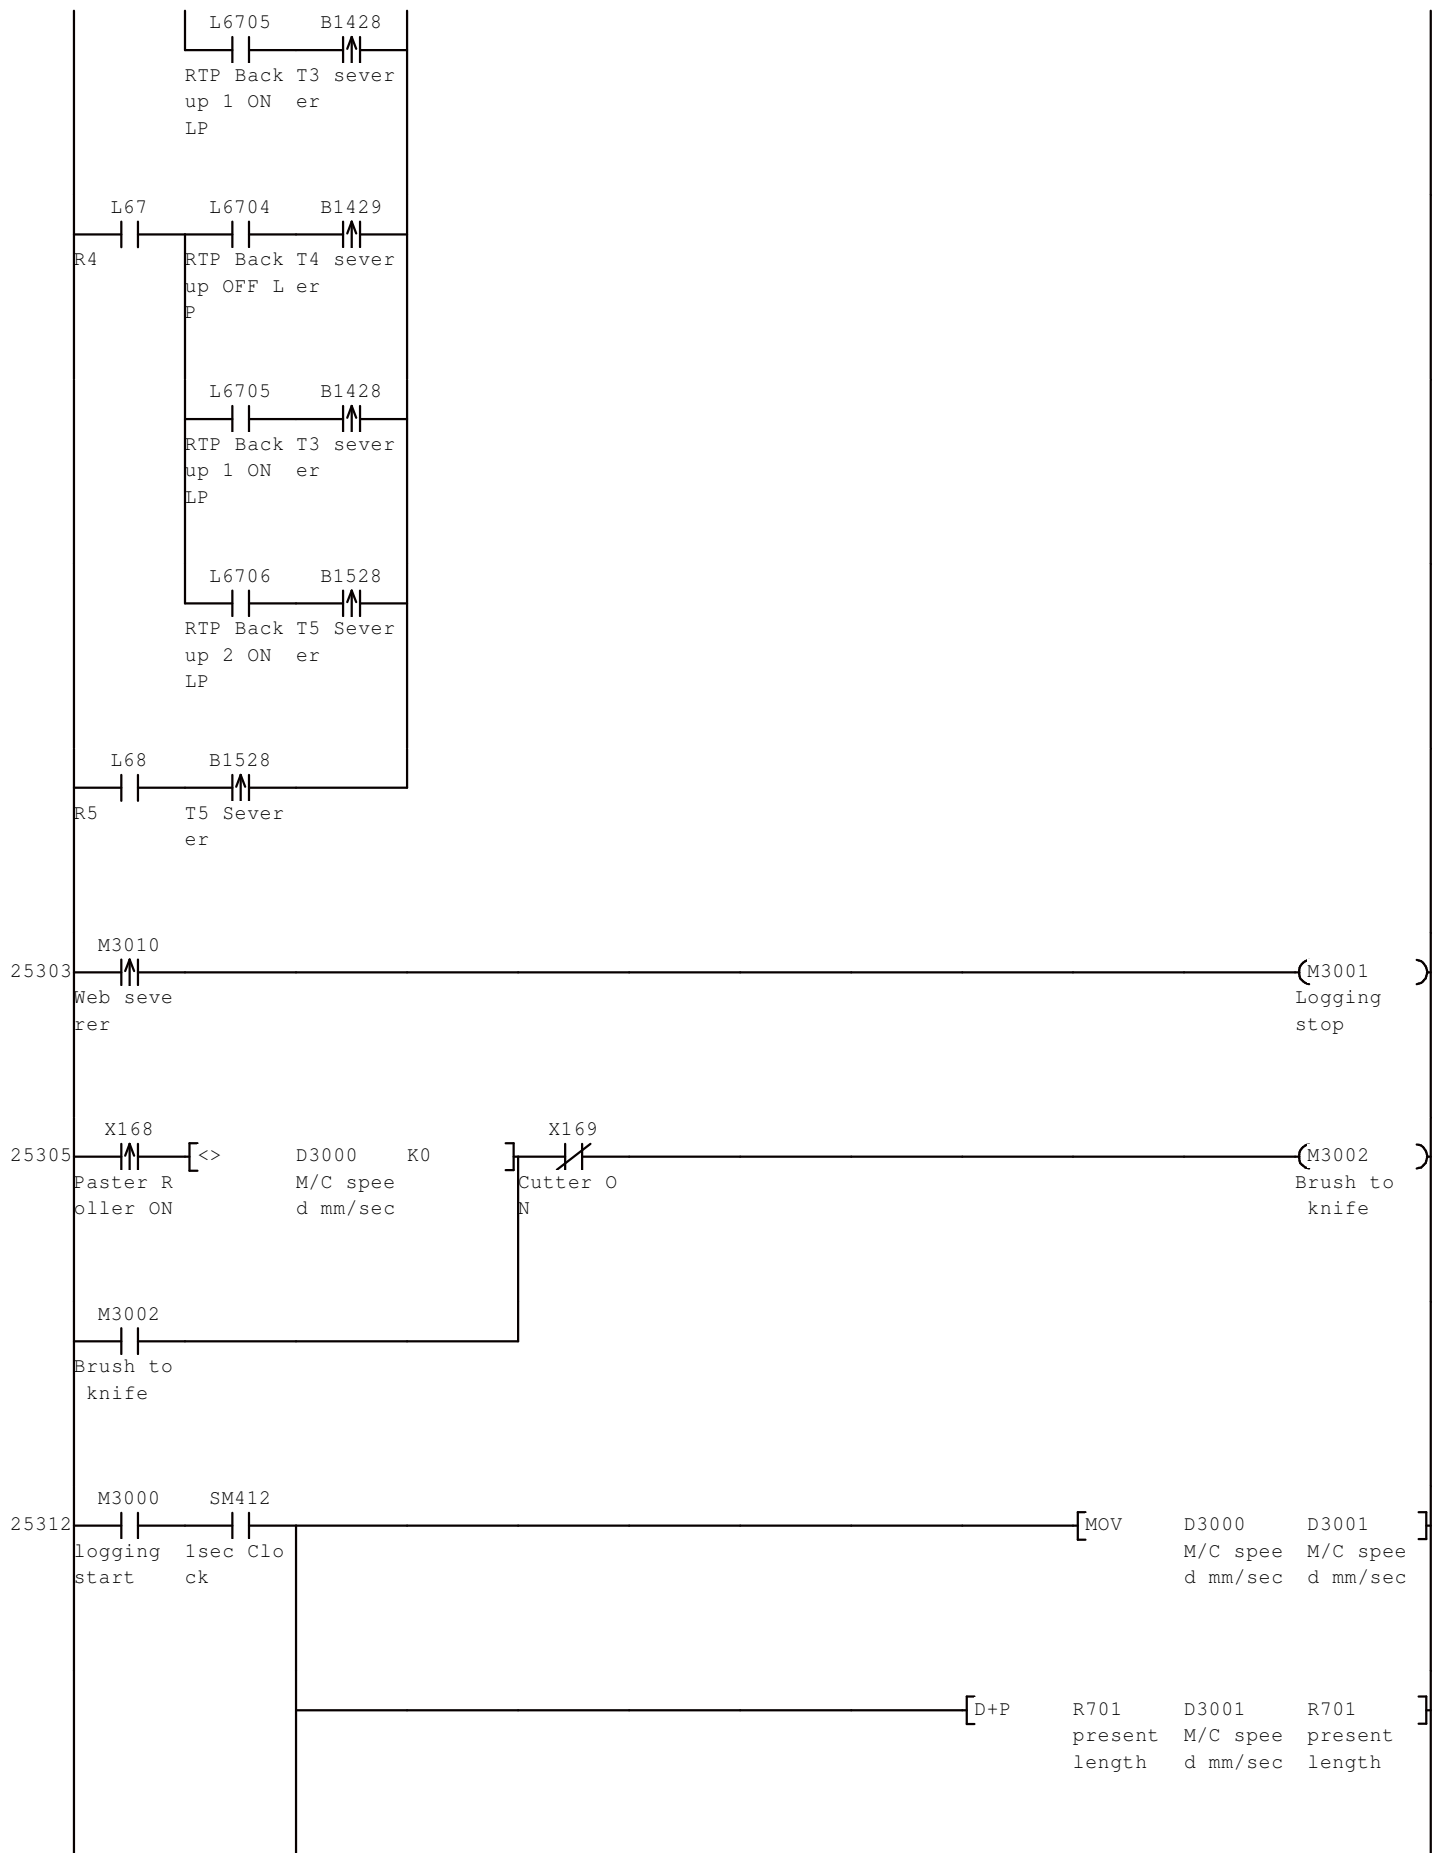 L6705 B1428
RTP Back T3 sever
up 1 ON er
LP
L67 L6704 B1429
R4 RTP Back T4 sever
up OFF L er
P
L6705 B1428
RTP Back T3 sever
up 1 ON er
LP
L6706 B1528
RTP Back T5 Sever
up 2 ON er
LP
L68 B1528
R5 T5 Sever
er
M3010
25303 M3001
Web seve Logging
rer stop
X168 X169
25305 <> D3000 K0 M3002
Paster R M/C spee Cutter O Brush to
oller ON d mm/sec N knife
M3002
Brush to
knife
M3000 SM412
25312 MOV D3000 D3001
logging 1sec Clo M/C spee M/C spee
start ck d mm/sec d mm/sec
D+P R701 D3001 R701
present M/C spee present
length d mm/sec length